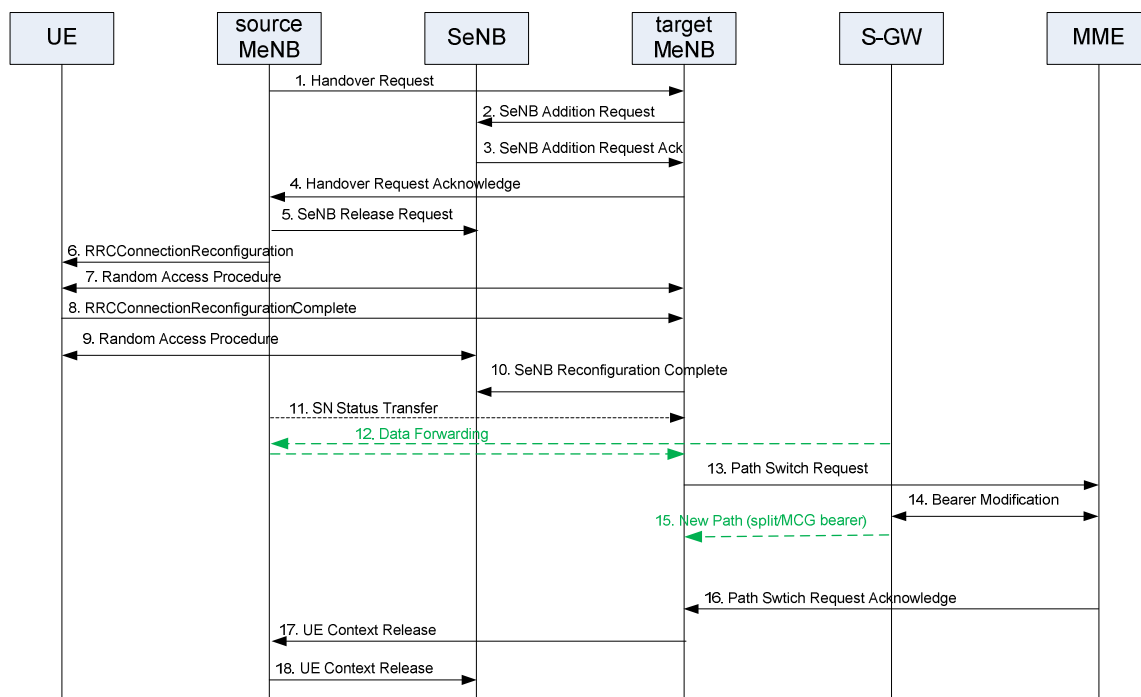 UE
source
MeNB
SeNB
target
MeNB
S-GW
MME
1. Handover Request
2. SeNB Addition Request
3. SeNB Addition Request Ack
4. Handover Request Acknowledge
5. SeNB Release Request
6. RRCConnectionReconfiguration
7. Random Access Procedure
8. RRCConnectionReconfigurationComplete
9. Random Access Procedure
10. SeNB Reconfiguration Complete
11. SN Status Transfer
12. Data Forwarding
13. Path Switch Request
14. Bearer Modification
15. New Path (split/MCG bearer)
16. Path Swtich Request Acknowledge
17. UE Context Release
18. UE Context Release